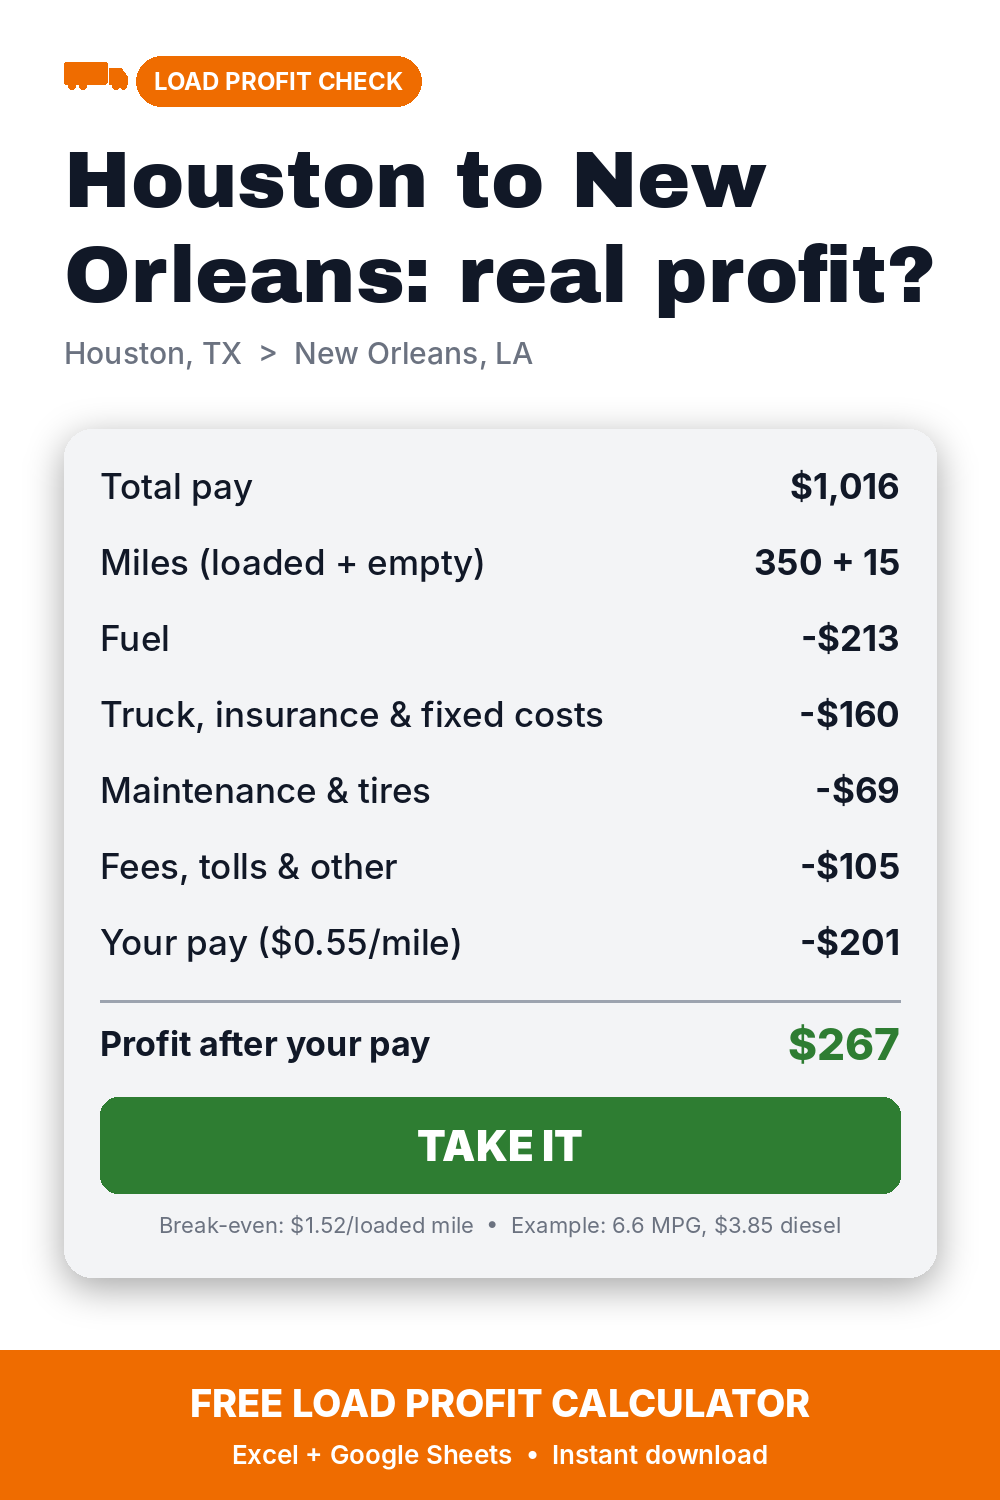 LOAD PROFIT CHECK
Houston to New
Orleans: real profit?
Houston, TX > New Orleans, LA
Total pay $1,016
Miles (loaded + empty) 350 + 15
Fuel -$213
Truck, insurance & fixed costs -$160
Maintenance & tires -$69
Fees, tolls & other -$105
Your pay ($0.55/mile) -$201
Profit after your pay $267
TAKE IT
Break-even: $1.52/loaded mile • Example: 6.6 MPG, $3.85 diesel
FREE LOAD PROFIT CALCULATOR
Excel + Google Sheets • Instant download